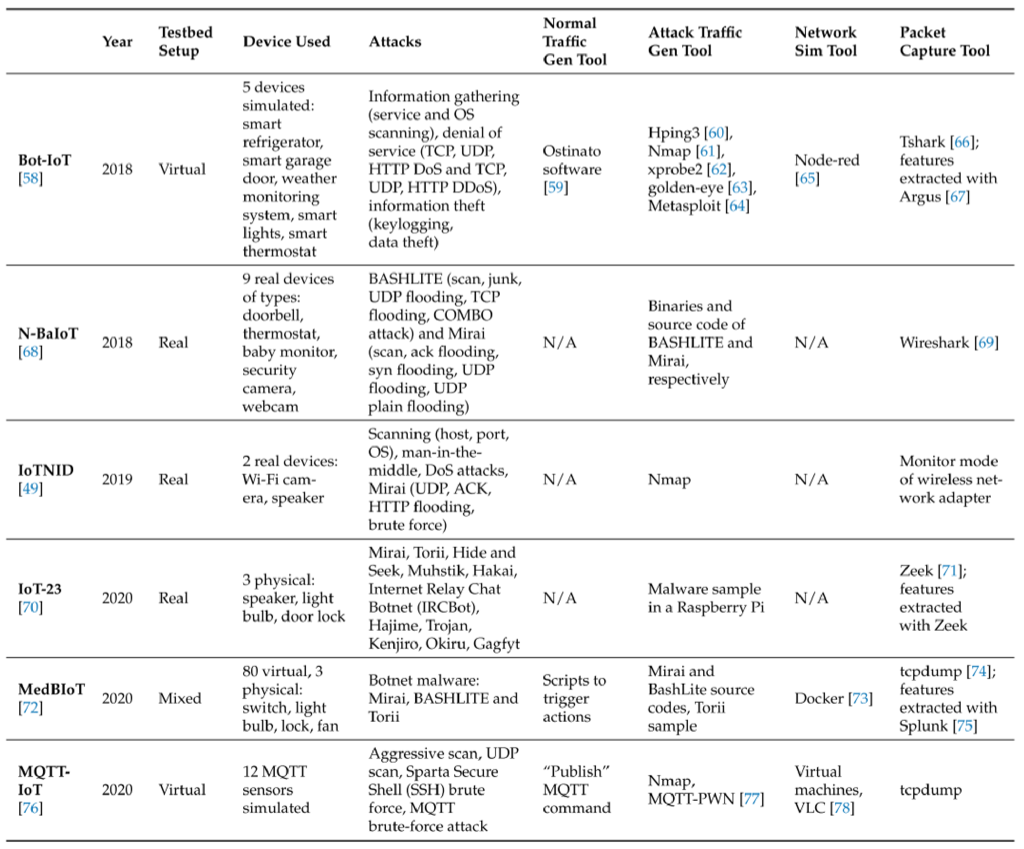 Year
Testbed
Setup
Device Used
Attacks
Normal
Traffic
Gen Tool
Attack Traffic
Gen Tool
Network
Sim Tool
Packet
Capture Tool
Bot-IoT
[58]
2018
Virtual
5 devices
simulated:
smart
refrigerator,
smart garage
door, weather
monitoring
system, smart
lights, smart
thermostat
Information gathering
(service and OS
scanning), denial of
service (TCP, UDP,
HTTP DoS and TCP,
UDP, HTTP DDoS),
information theft
(keylogging,
data theft)
Ostinato
software
[59]
Hping3 [60],
Nmap [61],
xprobe2 [62],
golden-eye [63],
Metasploit [64]
Node-red
[65]
Tshark [66];
features
extracted with
Argus [67]
N-BaIoT
[68]
2018
Real
9 real devices
of types:
doorbell,
thermostat,
baby monitor,
security
camera,
webcam
BASHLITE (scan, junk,
UDP flooding, TCP
flooding, COMBO
attack) and Mirai
(scan, ack flooding,
syn flooding, UDP
flooding, UDP
plain flooding)
N/A
Binaries and
source code of
BASHLITE and
Mirai,
respectively
N/A
Wireshark [69]
IoTNID
[49]
2019
Real
2 real devices:
Wi-Fi cam-
era, speaker
Scanning (host, port,
OS), man-in-the-
middle, DoS attacks,
Mirai (UDP, ACK,
HTTP flooding,
brute force)
N/A
Nmap
N/A
Monitor mode
of wireless net-
work adapter
IoT-23
[70]
2020
Real
3 physical:
speaker, light
bulb, door lock
Mirai, Torii, Hide and
Seek, Muhstik, Hakai,
Internet Relay Chat
Botnet (IRCBot),
Hajime, Trojan,
Kenjiro, Okiru, Gagfyt
N/A
Malware sample
in a Raspberry Pi
N/A
Zeek [71];
features
extracted
with Zeek
MedBIoT
[72]
2020
Mixed
80 virtual, 3
physical:
switch, light
bulb, lock, fan
Botnet malware:
Mirai, BASHLITE and
Torii
Scripts to
trigger
actions
Mirai and
BashLite source
codes, Torii
sample
Docker [73]
tcpdump [74];
features
extracted with
Splunk [75]
MQTT-
IoT
[76]
2020
Virtual
12 MQTT
sensors
simulated
Aggressive scan, UDP
scan, Sparta Secure
Shell (SSH) brute
force, MQTT
brute-force attack
“Publish”
MQTT
command
Nmap,
MQTT-PWN [77]
Virtual
machines,
VLC [78]
tcpdump